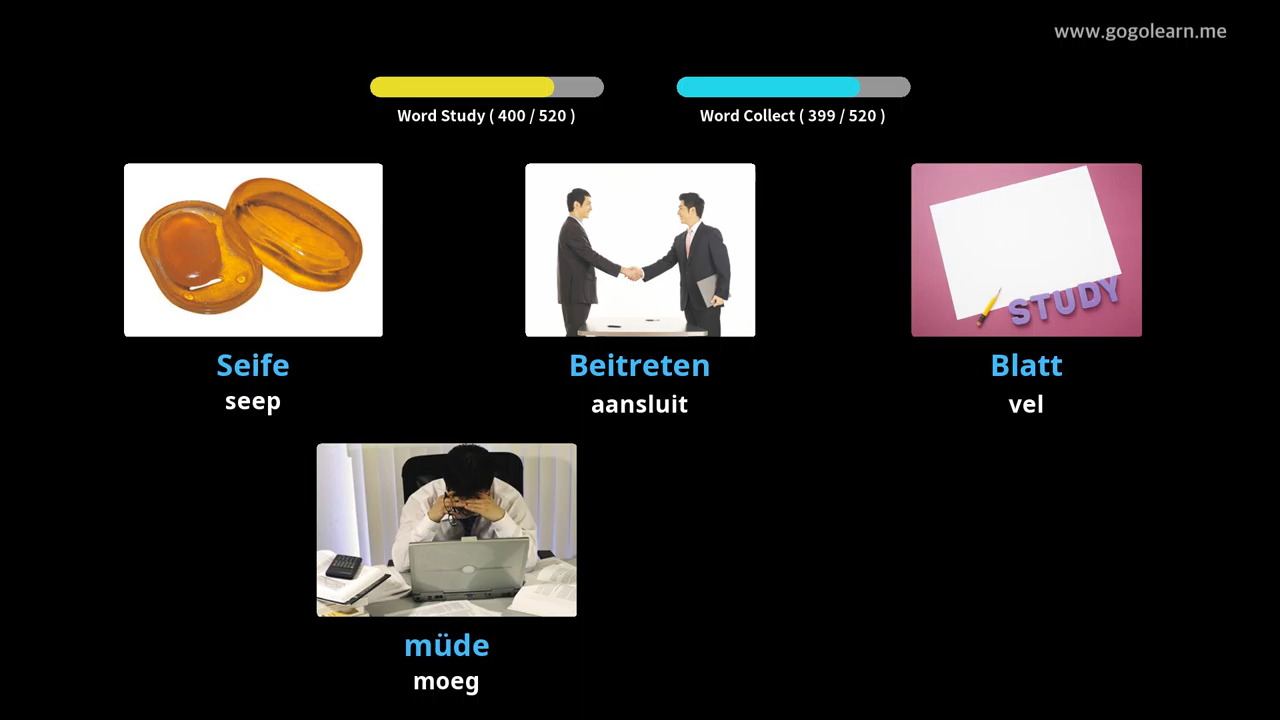 www.gogolearn.me
Word Study ( 400 / 520 )
Word Collect ( 399 / 520 )
STUDY
Seife
seep
Beitreten
aansluit
Blatt
vel
müde
moeg